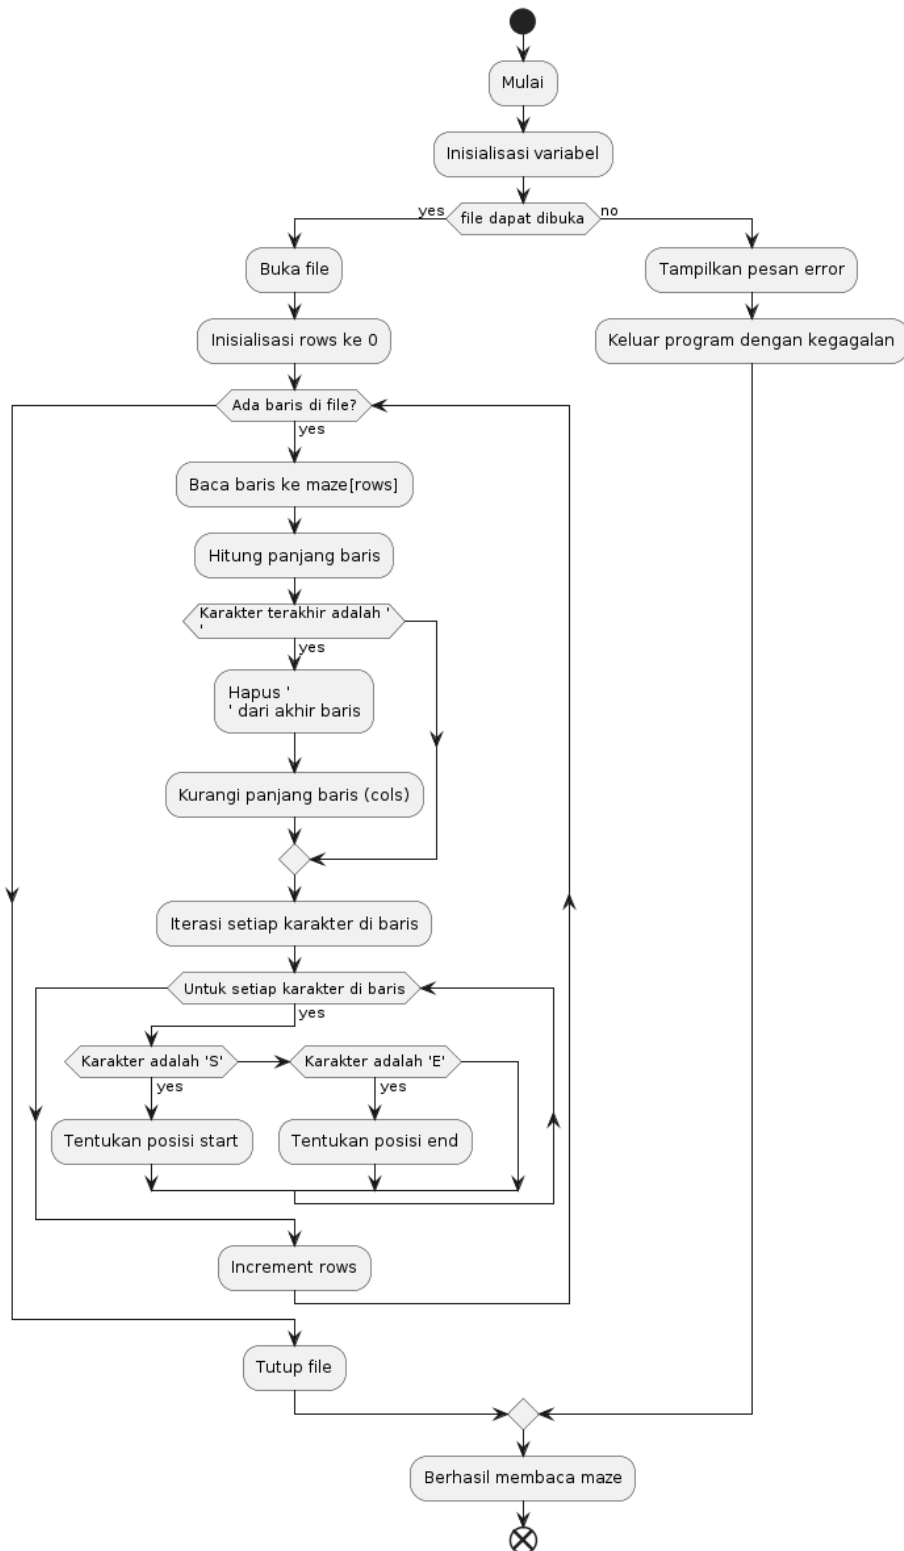 Mulai
Inisialisasi variabel
yes
file dapat dibuka
no
Buka file
Tampilkan pesan error
Inisialisasi rows ke 0
Keluar program dengan kegagalan
Ada baris di file?
yes
Baca baris ke maze[rows]
Hitung panjang baris
Karakter terakhir adalah '
'
yes
Hapus '
' dari akhir baris
Kurangi panjang baris (cols)
Iterasi setiap karakter di baris
Untuk setiap karakter di baris
yes
Karakter adalah 'S'
Karakter adalah 'E'
yes
yes
Tentukan posisi start
Tentukan posisi end
Increment rows
Tutup file
Berhasil membaca maze